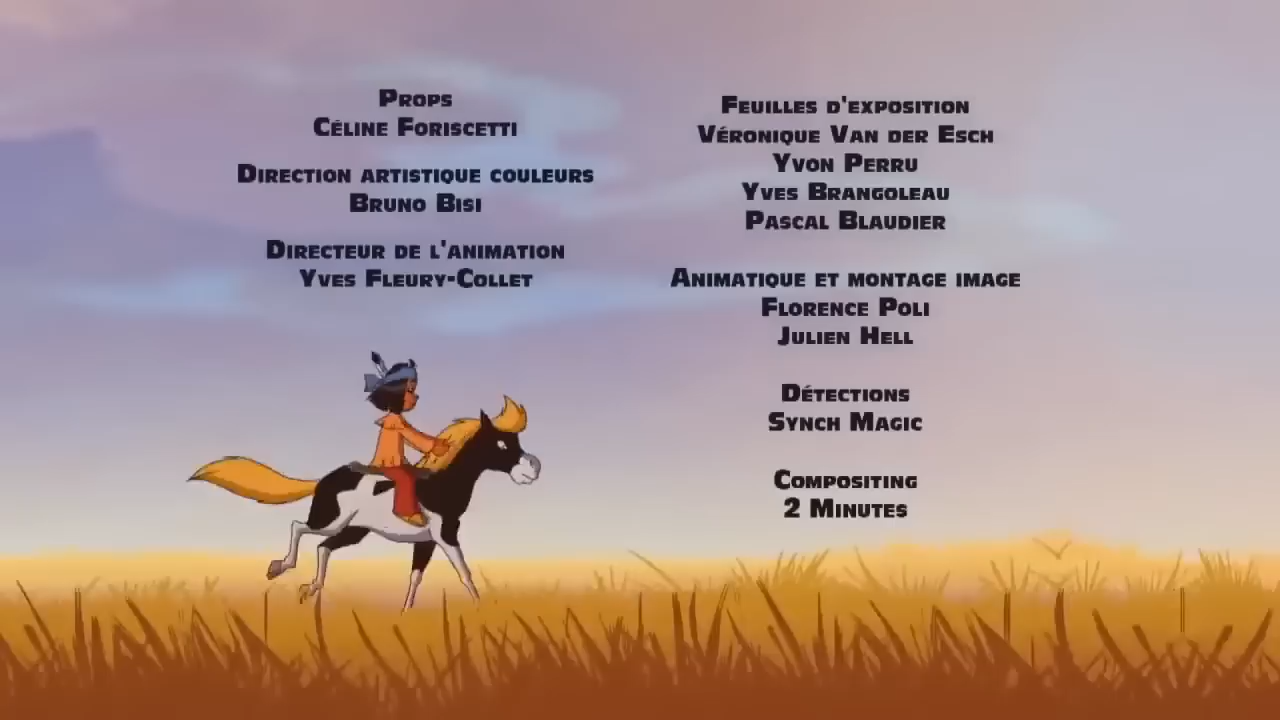 Props
Céline Foriscetti
Direction artistique couleurs
Bruno Bisi
Directeur de l'animation
Yves Fleury-Collet
Feuilles d'exposition
Véronique Van der Esch
Yvon Perru
Yves Brangoleau
Pascal Blaudier
Animatique et montage image
Florence Poli
Julien Hell
Détections
Synch Magic
Compositing
2 Minutes